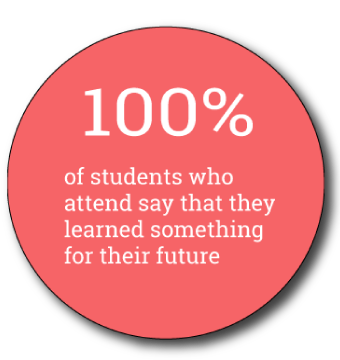 100%
of students who
attend say that they
learned something
for their future